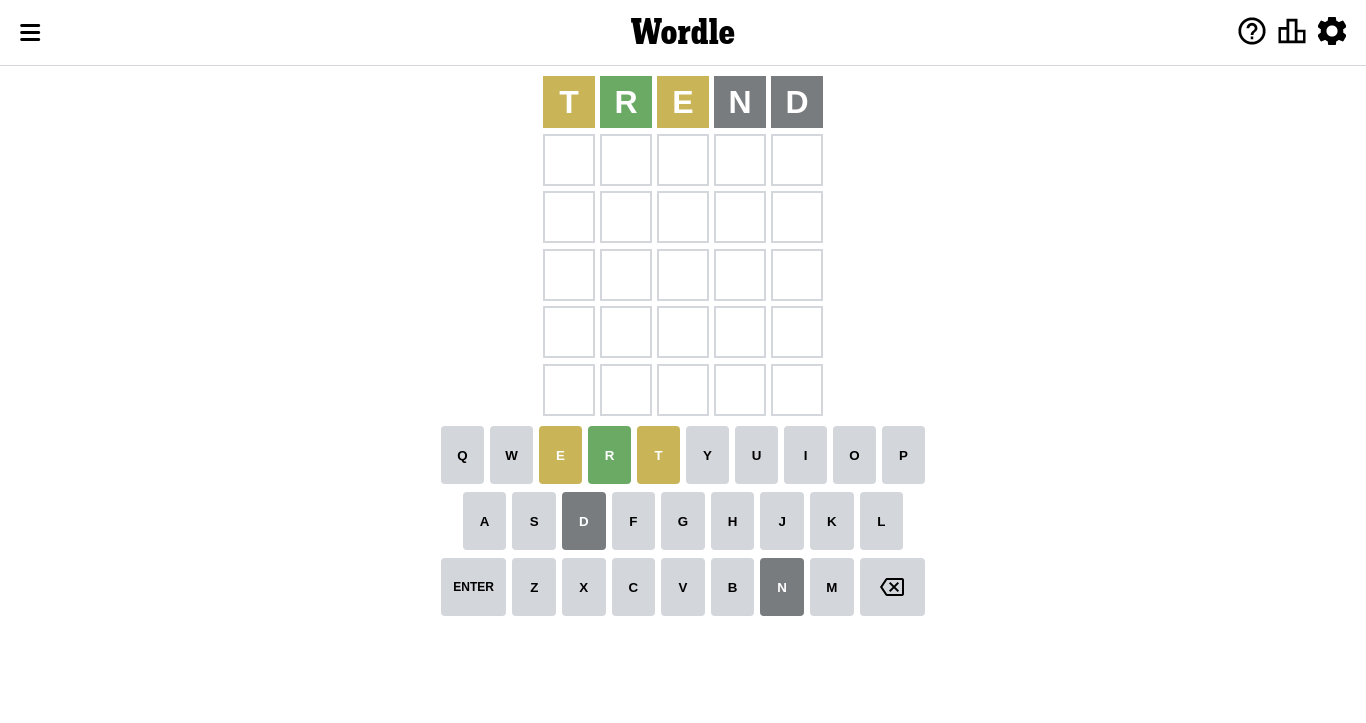 Wordle
T R E N D
Q W E R T Y U I O P
A S D F G H J K L
ENTER Z X C V B N M